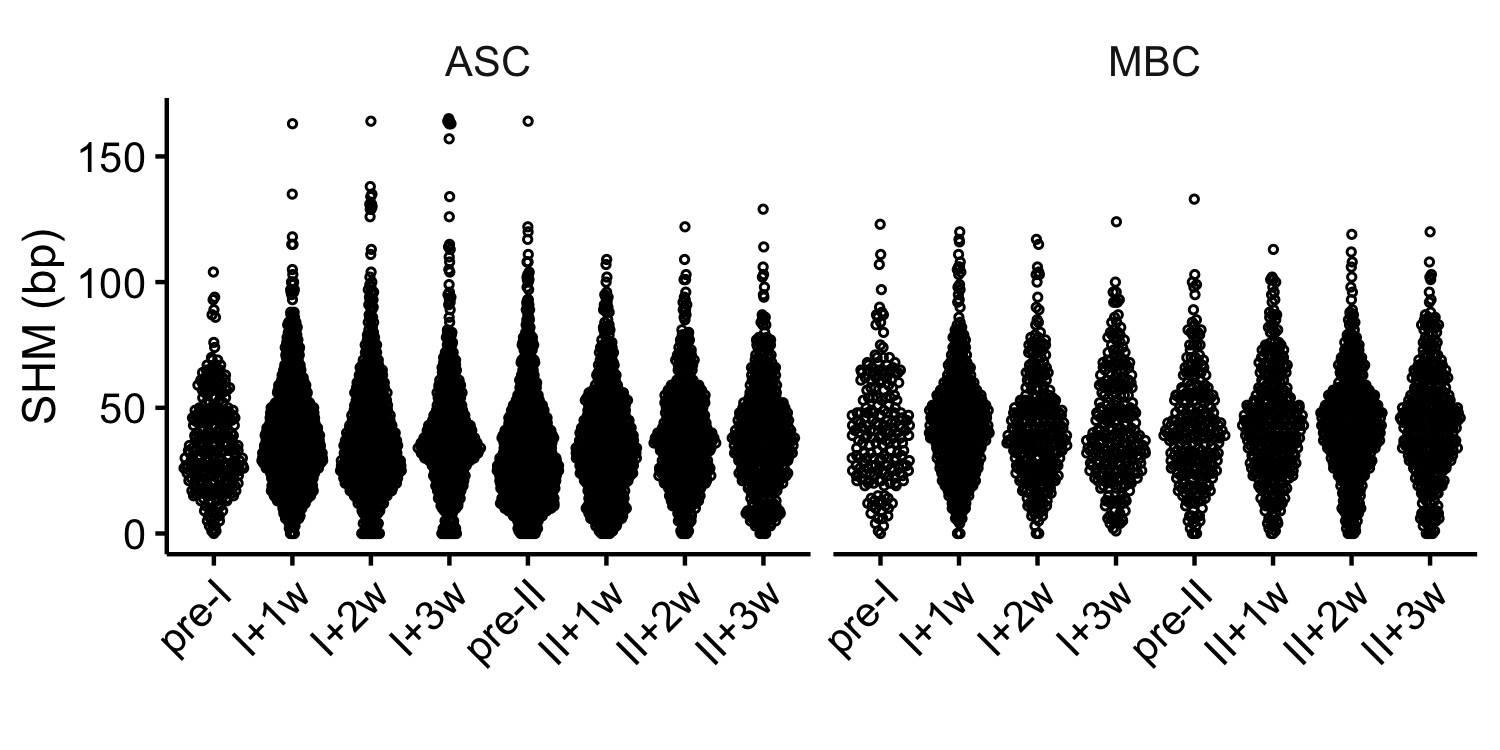 ASC MBC
SHM (bp)
150
100
50
0
pre-I I+1w I+2w I+3w pre-II II+1w II+2w II+3w pre-I I+1w I+2w I+3w pre-II II+1w II+2w II+3w